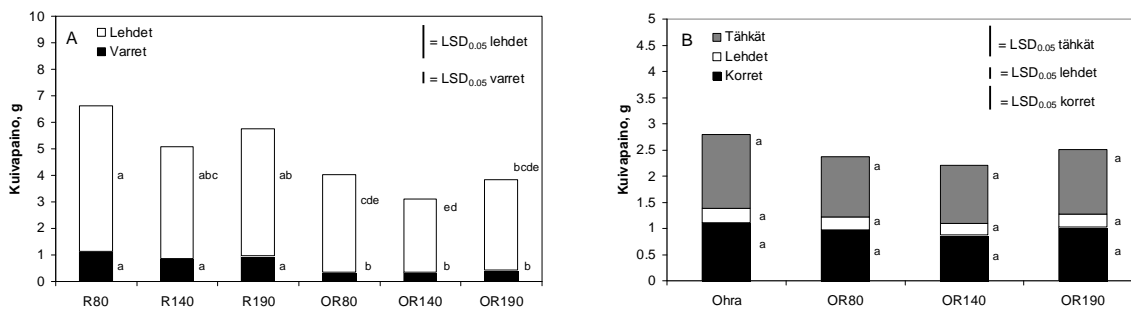 A
Lehdet
Varret
= LSD0.05 lehdet
= LSD0.05 varret
Kuivapaino, g
10
9
8
7
6
5
4
3
2
1
0
a
abc
ab
cde
ed
bcde
a
a
a
b
b
b
R80 R140 R190 OR80 OR140 OR190
B
Tähkät
Lehdet
Korret
= LSD0.05 tähkät
= LSD0.05 lehdet
= LSD0.05 korret
Kuivapaino, g
5
4.5
4
3.5
3
2.5
2
1.5
1
0.5
0
a
a
a
a
a
a
a
a
a
a
a
a
Ohra OR80 OR140 OR190